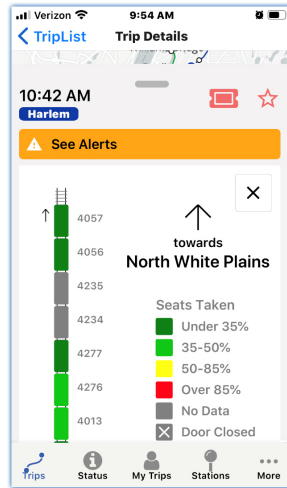 Verizon 9:54 AM
TripList Trip Details
10:42 AM
Harlem
See Alerts
4057
4056
4235
4234
4277
4276
4013
towards
North White Plains
Seats Taken
Under 35%
35-50%
50-85%
Over 85%
No Data
Door Closed
Trips Status My Trips Stations More